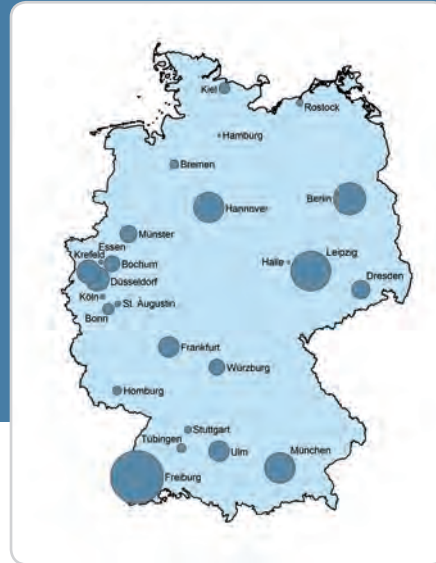 Kiel
Rostock
Hamburg
Bremen
Berlin
Hannover
Münster
Essen
Krefeld
Bochum
Düsseldorf
Halle
Leipzig
Dresden
Köln
St. Augustin
Bonn
Frankfurt
Würzburg
Homburg
Stuttgart
Tübingen
Ulm
München
Freiburg